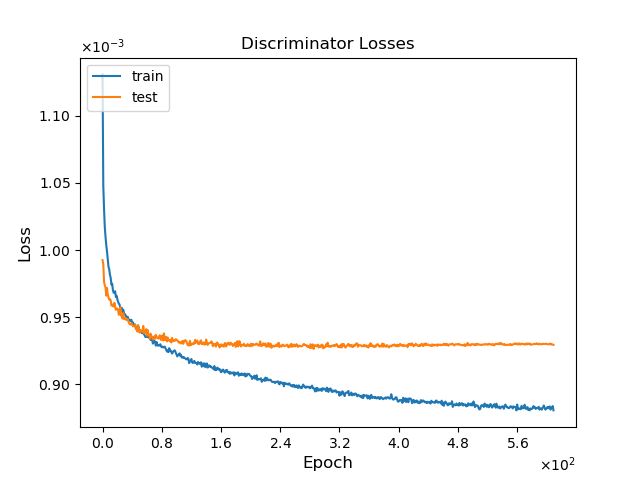 Discriminator Losses
×10⁻³
train
test
1.10
1.05
1.00
0.95
0.90
Loss
0.0 0.8 1.6 2.4 3.2 4.0 4.8 5.6
Epoch
×10²